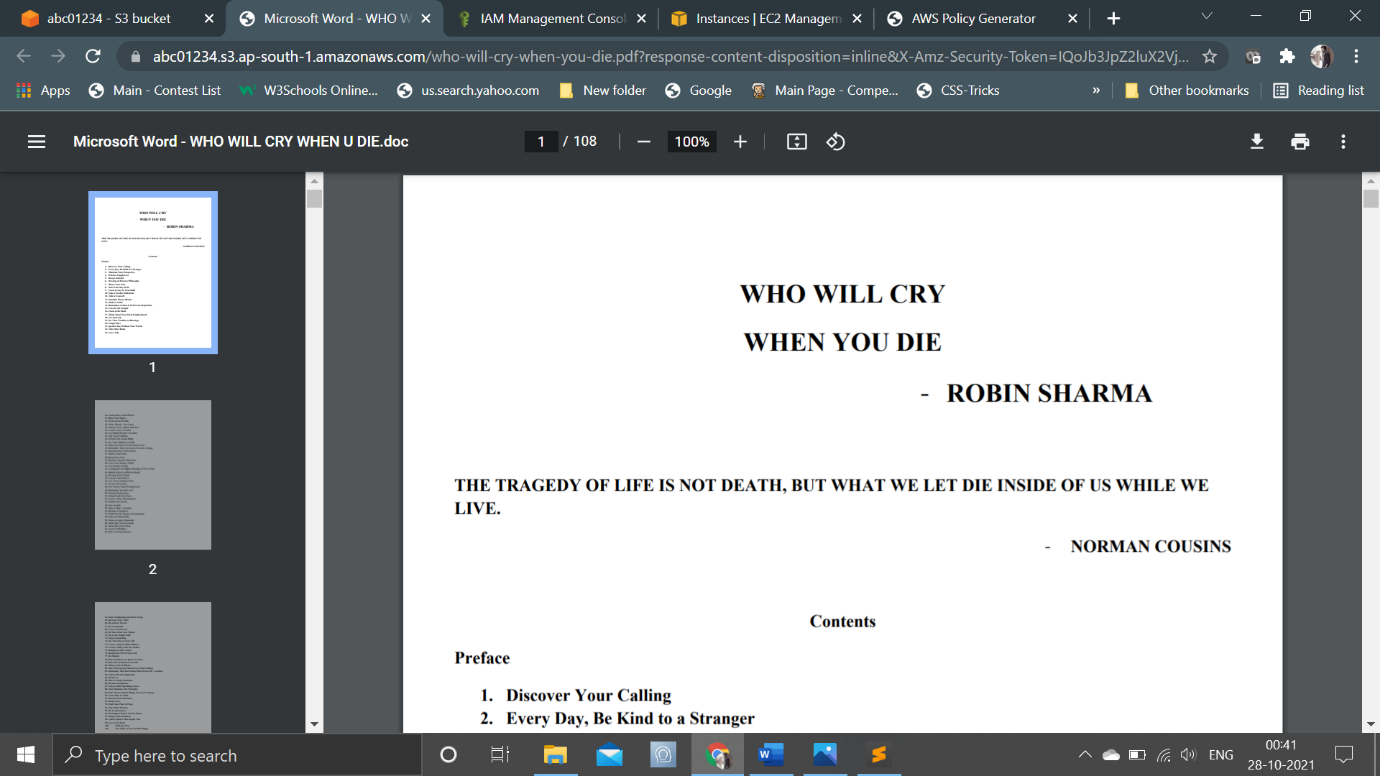 abc01234 - S3 bucket
Microsoft Word - WHO W
IAM Management Consol
Instances | EC2 Managem
AWS Policy Generator
abc01234.s3.ap-south-1.amazonaws.com/who-will-cry-when-you-die.pdf?response-content-disposition=inline&X-Amz-Security-Token=IQoJb3JpZ2luX2Vj...
Apps
Main - Contest List
W3Schools Online...
us.search.yahoo.com
New folder
Google
Main Page - Compe...
CSS-Tricks
»
Other bookmarks
Reading list
Microsoft Word - WHO WILL CRY WHEN U DIE.doc
1 / 108
100%
1
2
WHO WILL CRY
WHEN YOU DIE
- ROBIN SHARMA
THE TRAGEDY OF LIFE IS NOT DEATH, BUT WHAT WE LET DIE INSIDE OF US WHILE WE
LIVE.
- NORMAN COUSINS
Contents
Preface
1. Discover Your Calling
2. Every Day, Be Kind to a Stranger
Type here to search
ENG
00:41
28-10-2021